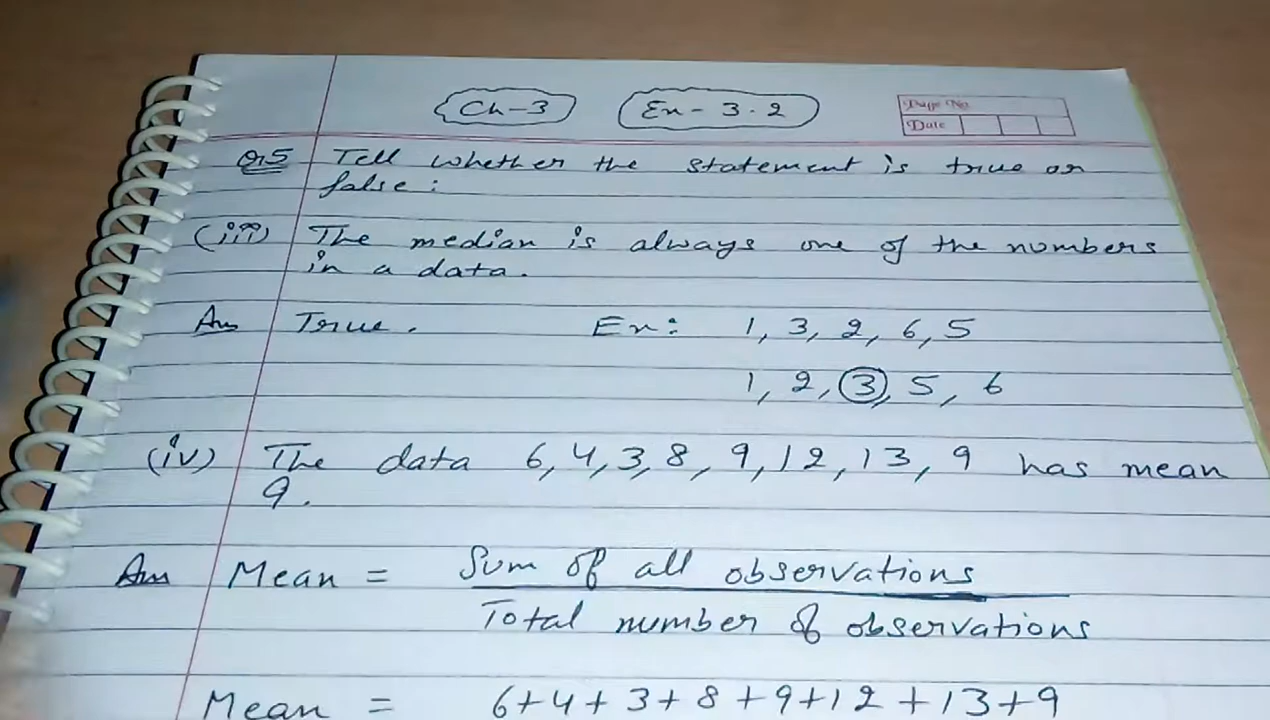 Ch-3 Ex-3.2
Page No.
Date
Q.5 Tell whether the statement is true or
false:
(iii) The median is always one of the numbers
in a data.
Ans True. Ex: 1, 3, 2, 6, 5
1, 2, 3, 5, 6
(iv) The data 6, 4, 3, 8, 9, 12, 13, 9 has mean
9.
Ans Mean = Sum of all observations
Total number of observations
Mean = 6+4+3+8+9+12+13+9